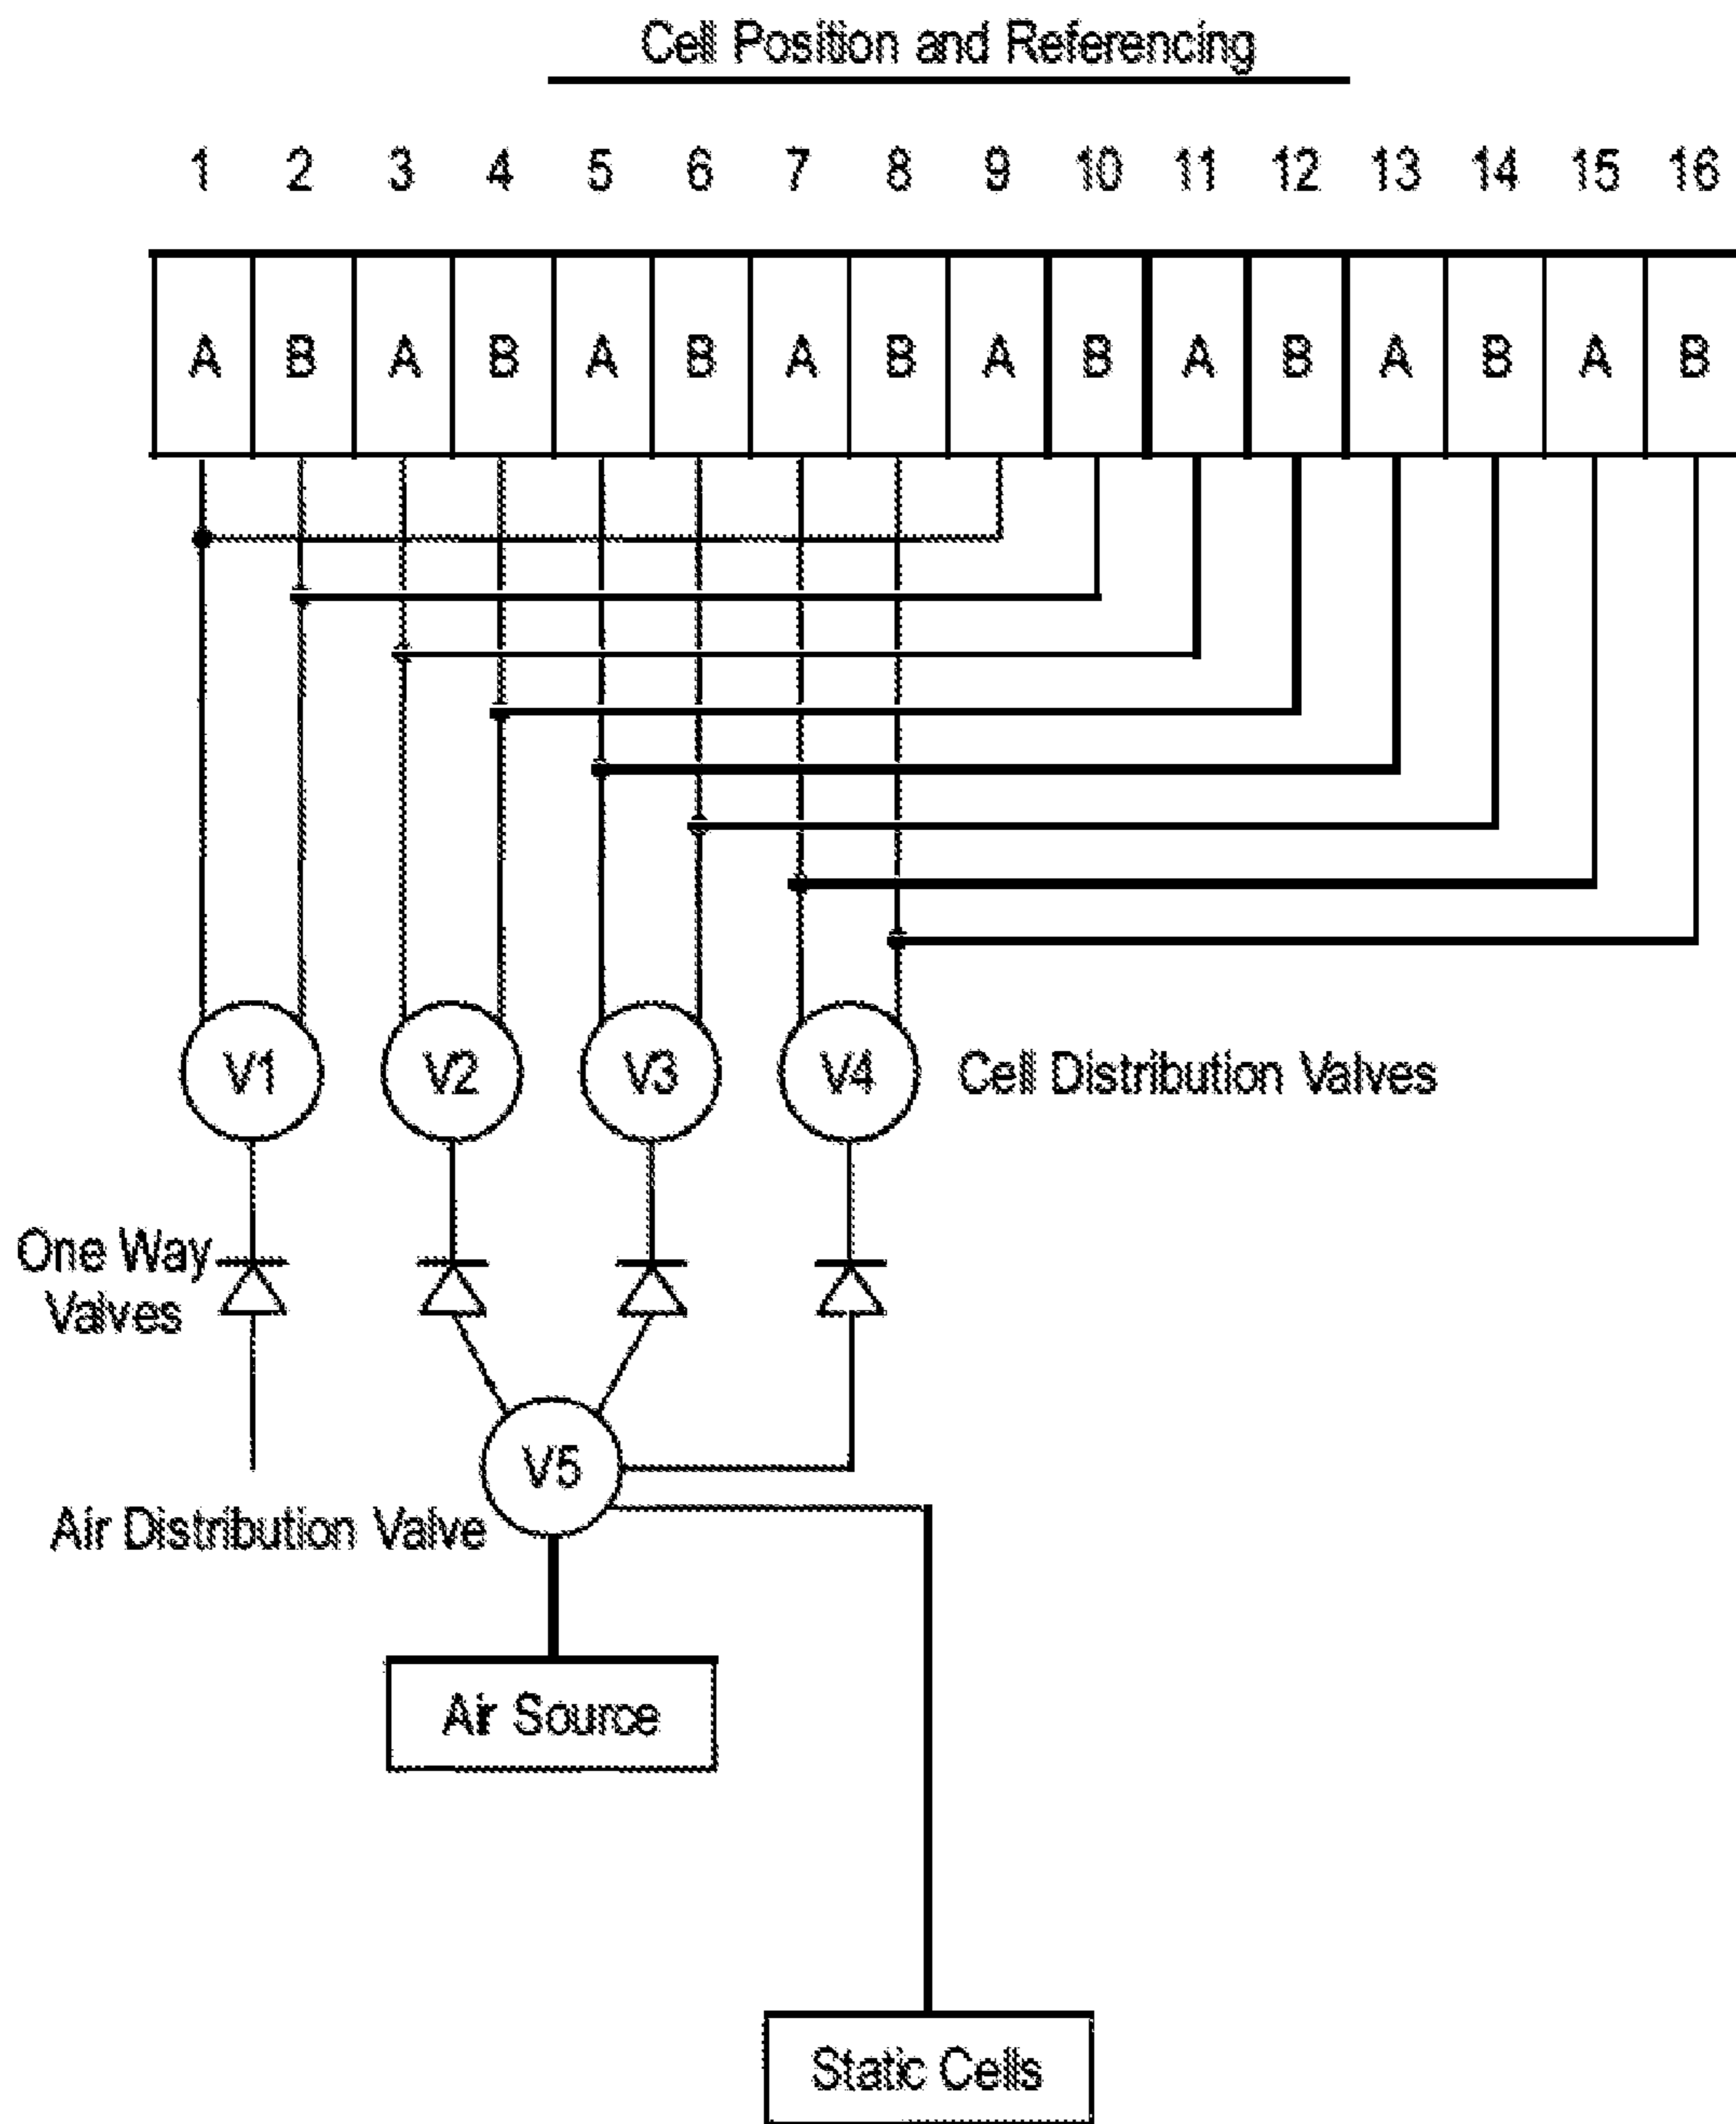 Cell Position and Referencing
1 2 3 4 5 6 7 8 9 10 11 12 13 14 15 16
A B A B A B A B A B A B A B A B
V1 V2 V3 V4 Cell Distribution Valves
One Way
Valves
V5
Air Distribution Valve
Air Source
Static Cells